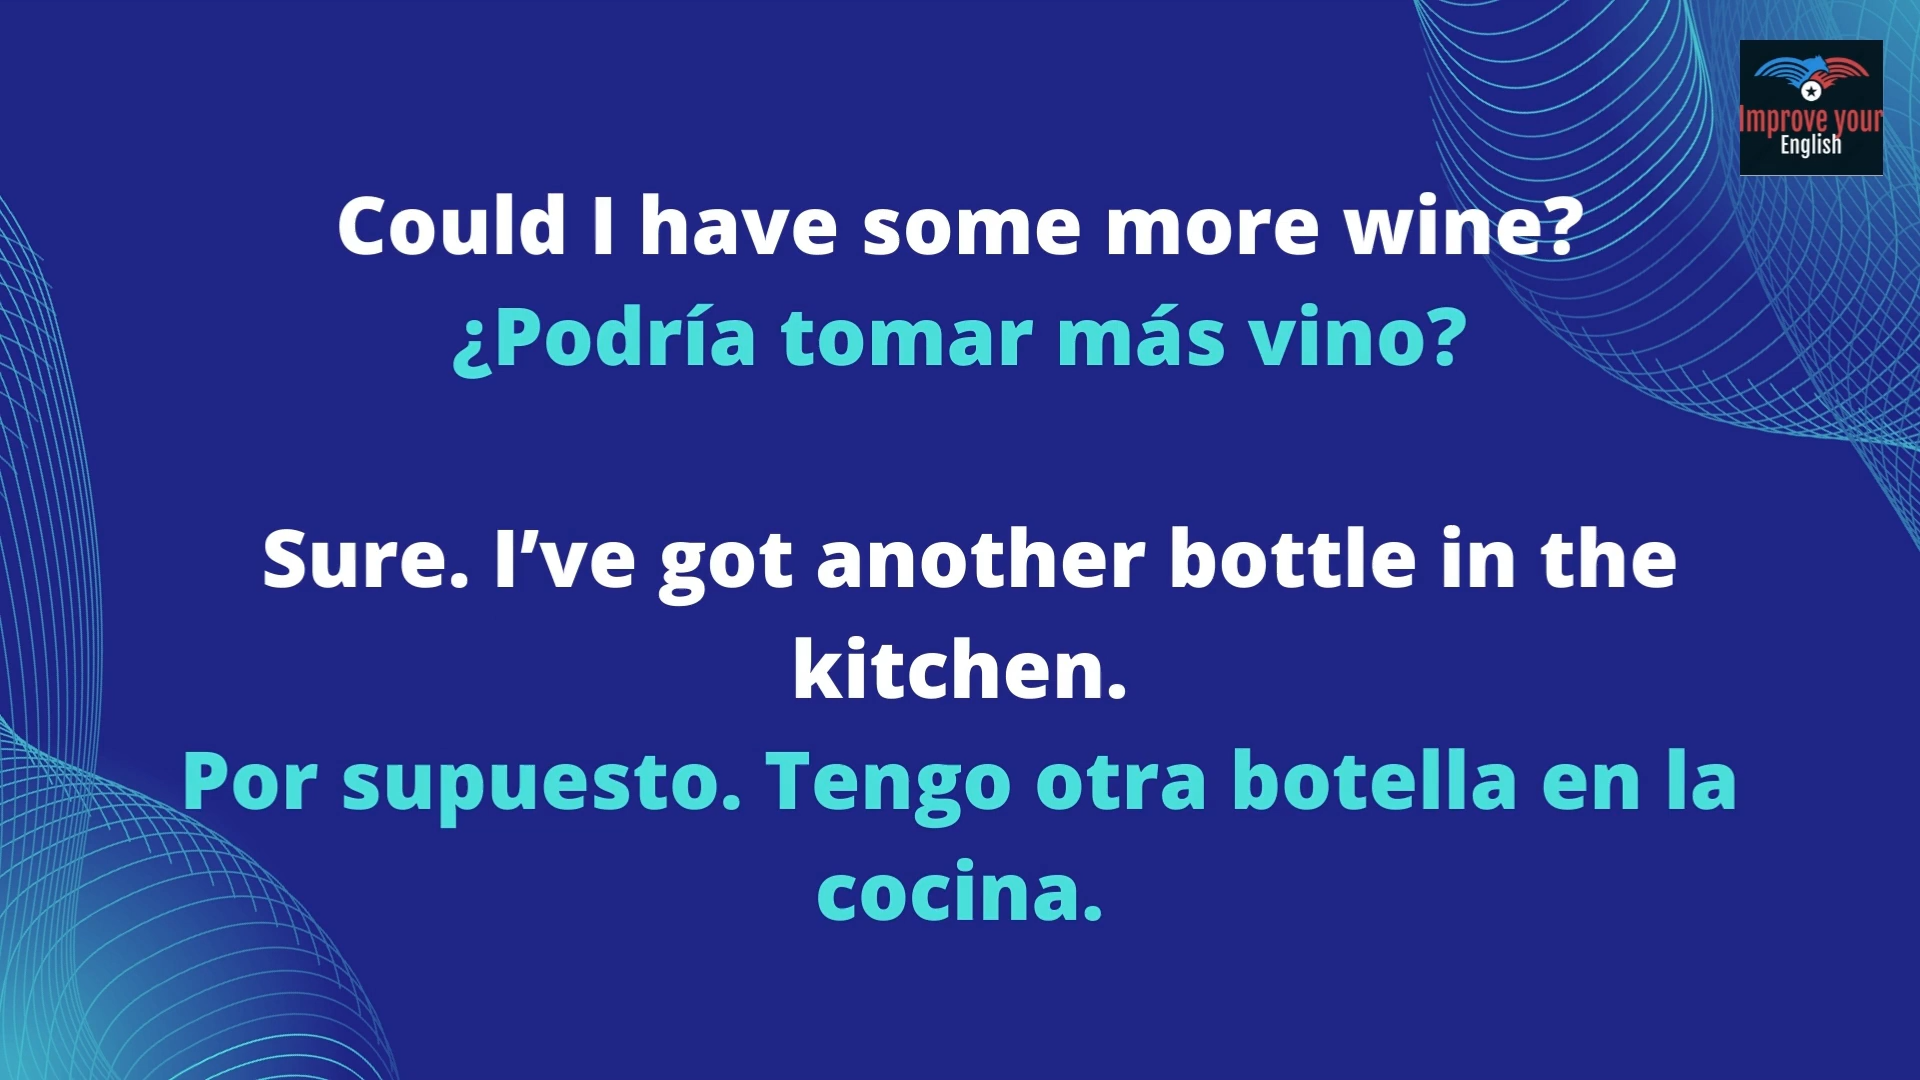 Improve your
English
Could I have some more wine?
¿Podría tomar más vino?
Sure. I’ve got another bottle in the
kitchen.
Por supuesto. Tengo otra botella en la
cocina.